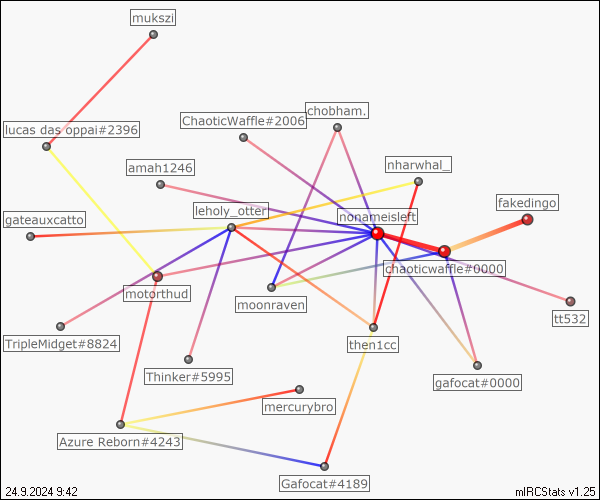 mukszi
chobham.
ChaoticWaffle#2006
lucas das oppai#2396
nharwhal_
amah1246
fakedingo
leholy_otter
nonameisleft
gateauxcatto
chaoticwaffle#0000
motorthud
moonraven
tt532
TripleMidget#8824
then1cc
Thinker#5995
gafocat#0000
mercurybro
Azure Reborn#4243
Gafocat#4189
24.9.2024 9:42
mIRCStats v1.25